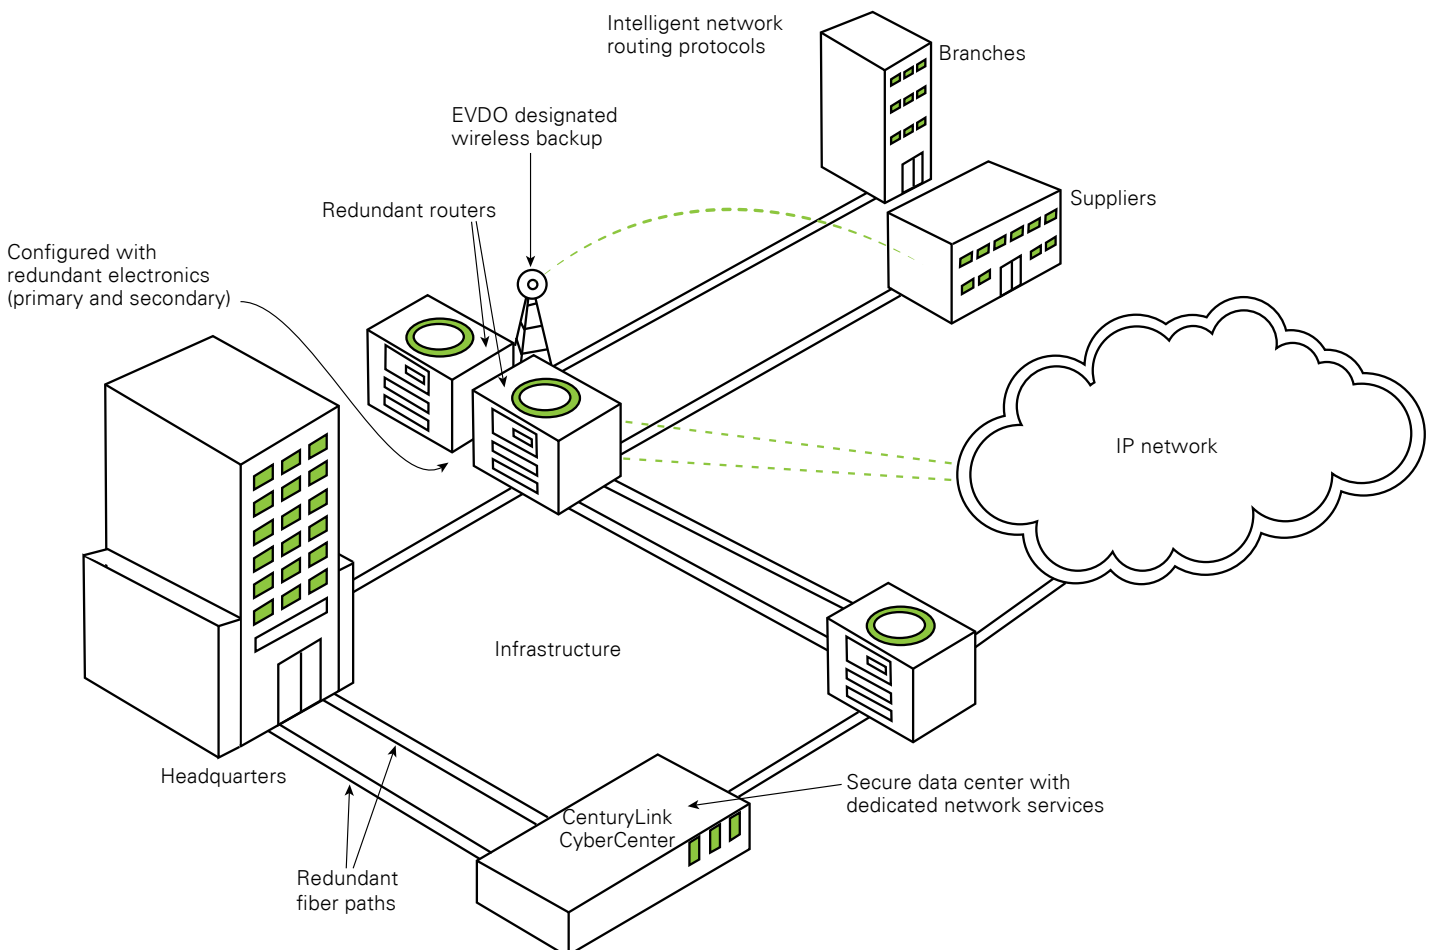 Intelligent network
routing protocols
Branches
EVDO designated
wireless backup
Suppliers
Redundant routers
Configured with
redundant electronics
(primary and secondary)
IP network
Infrastructure
Headquarters
Secure data center with
dedicated network services
CenturyLink
CyberCenter
Redundant
fiber paths